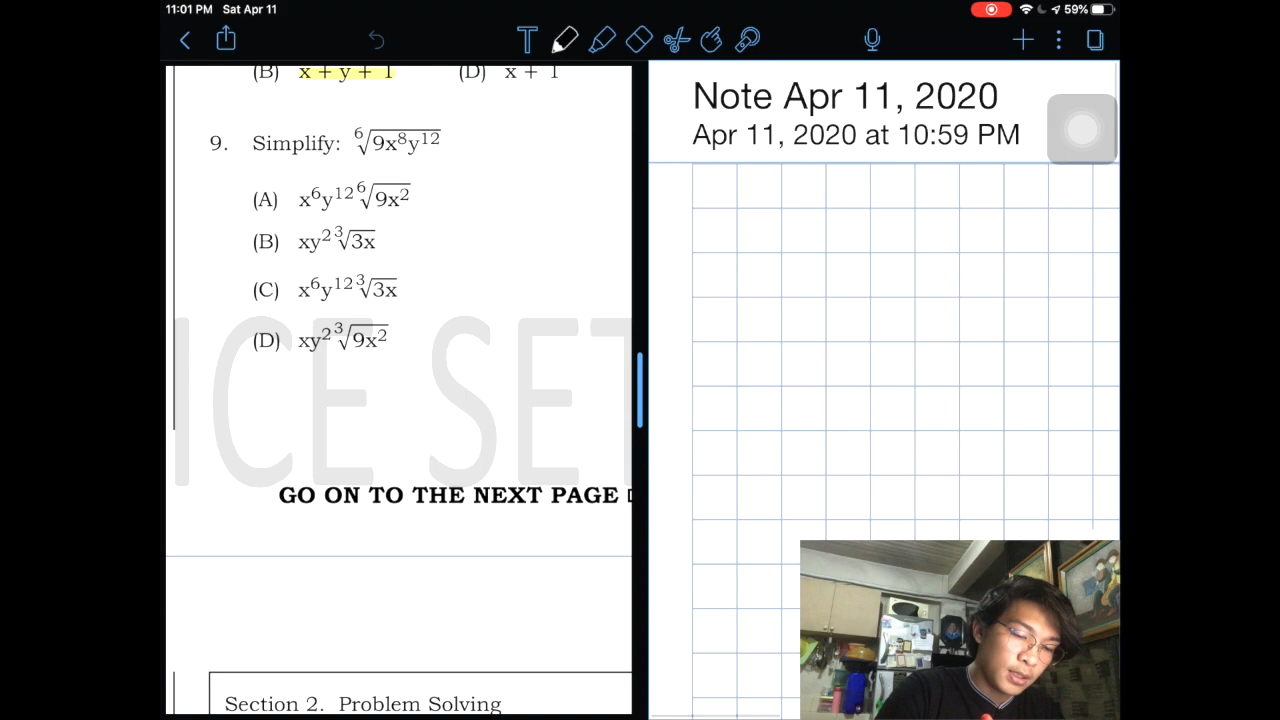 11:01 PM Sat Apr 11
59%
(B) x + y + 1 (D) x + 1
9. Simplify: ⁶√(9x⁸y¹²)
(A) x⁶y¹² ⁶√(9x²)
(B) xy² ³√(3x)
(C) x⁶y¹² ³√(3x)
(D) xy² ³√(9x²)
ICE SET
GO ON TO THE NEXT PAGE
Section 2. Problem Solving
Note Apr 11, 2020
Apr 11, 2020 at 10:59 PM